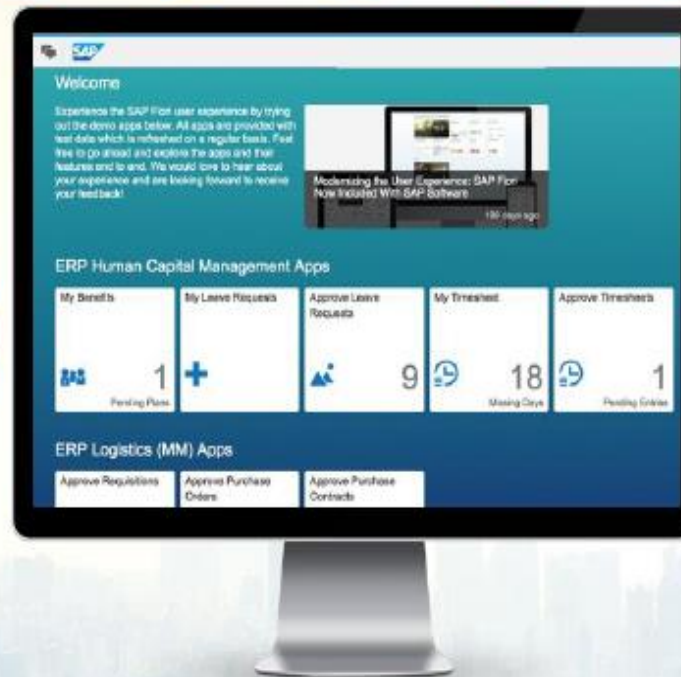 SAP
Welcome
Experience the SAP Fiori user experience by trying
out the demo apps below. All apps are provided with
test data which is refreshed on a regular basis. Feel
free to go ahead and explore the apps and their
features end to end. We would love to hear about
your experience and are looking forward to receive
your feedback!
Modernizing the User Experience: SAP Fiori
Now Included With SAP Software
days ago
ERP Human Capital Management Apps
My Benefits
1
Pending Plans
My Leave Requests
Approve Leave
Requests
9
My Timesheet
18
Missing Days
Approve Timesheets
1
Pending Entries
ERP Logistics (MM) Apps
Approve Requisitions
Approve Purchase
Orders
Approve Purchase
Contracts